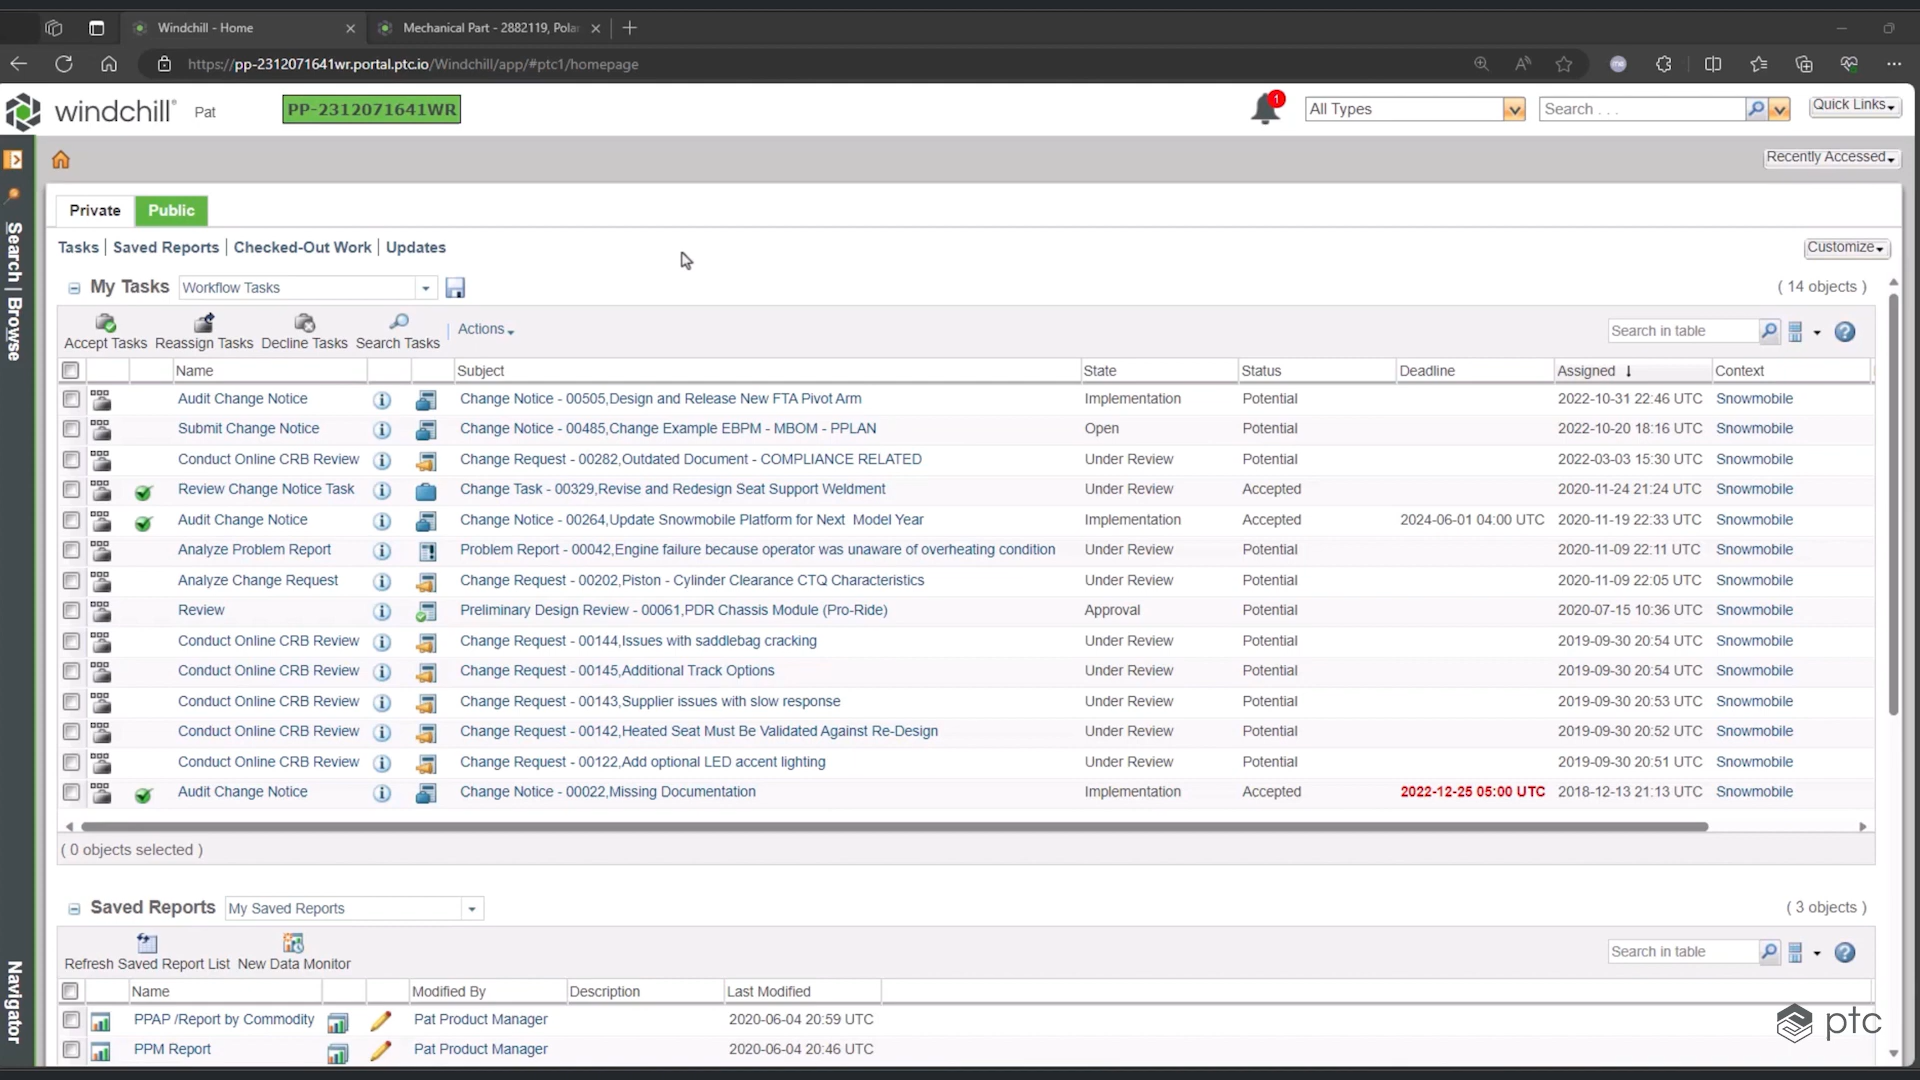 Windchill - Home
Mechanical Part - 2882119, Pola
https://pp-2312071641wr.portal.ptc.io/Windchill/app/#ptc1/homepage
windchill® Pat PP-2312071641WR 1 All Types Search . . . Quick Links
Recently Accessed
Private Public
Tasks | Saved Reports | Checked-Out Work | Updates Customize
My Tasks Workflow Tasks ( 14 objects )
Accept Tasks Reassign Tasks Decline Tasks Search Tasks Actions Search in table
Name Subject State Status Deadline Assigned Context
Audit Change Notice Change Notice - 00505,Design and Release New FTA Pivot Arm Implementation Potential 2022-10-31 22:46 UTC Snowmobile
Submit Change Notice Change Notice - 00485,Change Example EBPM - MBOM - PPLAN Open Potential 2022-10-20 18:16 UTC Snowmobile
Conduct Online CRB Review Change Request - 00282,Outdated Document - COMPLIANCE RELATED Under Review Potential 2022-03-03 15:30 UTC Snowmobile
Review Change Notice Task Change Task - 00329,Revise and Redesign Seat Support Weldment Under Review Accepted 2020-11-24 21:24 UTC Snowmobile
Audit Change Notice Change Notice - 00264,Update Snowmobile Platform for Next Model Year Implementation Accepted 2024-06-01 04:00 UTC 2020-11-19 22:33 UTC Snowmobile
Analyze Problem Report Problem Report - 00042,Engine failure because operator was unaware of overheating condition Under Review Potential 2020-11-09 22:11 UTC Snowmobile
Analyze Change Request Change Request - 00202,Piston - Cylinder Clearance CTQ Characteristics Under Review Potential 2020-11-09 22:05 UTC Snowmobile
Review Preliminary Design Review - 00061,PDR Chassis Module (Pro-Ride) Approval Potential 2020-07-15 10:36 UTC Snowmobile
Conduct Online CRB Review Change Request - 00144,Issues with saddlebag cracking Under Review Potential 2019-09-30 20:54 UTC Snowmobile
Conduct Online CRB Review Change Request - 00145,Additional Track Options Under Review Potential 2019-09-30 20:54 UTC Snowmobile
Conduct Online CRB Review Change Request - 00143,Supplier issues with slow response Under Review Potential 2019-09-30 20:53 UTC Snowmobile
Conduct Online CRB Review Change Request - 00142,Heated Seat Must Be Validated Against Re-Design Under Review Potential 2019-09-30 20:52 UTC Snowmobile
Conduct Online CRB Review Change Request - 00122,Add optional LED accent lighting Under Review Potential 2019-09-30 20:51 UTC Snowmobile
Audit Change Notice Change Notice - 00022,Missing Documentation Implementation Accepted 2022-12-25 05:00 UTC 2018-12-13 21:13 UTC Snowmobile
( 0 objects selected )
Saved Reports My Saved Reports ( 3 objects )
Refresh Saved Report List New Data Monitor Search in table
Name Modified By Description Last Modified
PPAP /Report by Commodity Pat Product Manager 2020-06-04 20:59 UTC
PPM Report Pat Product Manager 2020-06-04 20:46 UTC
Search | Browse
Navigator
ptc